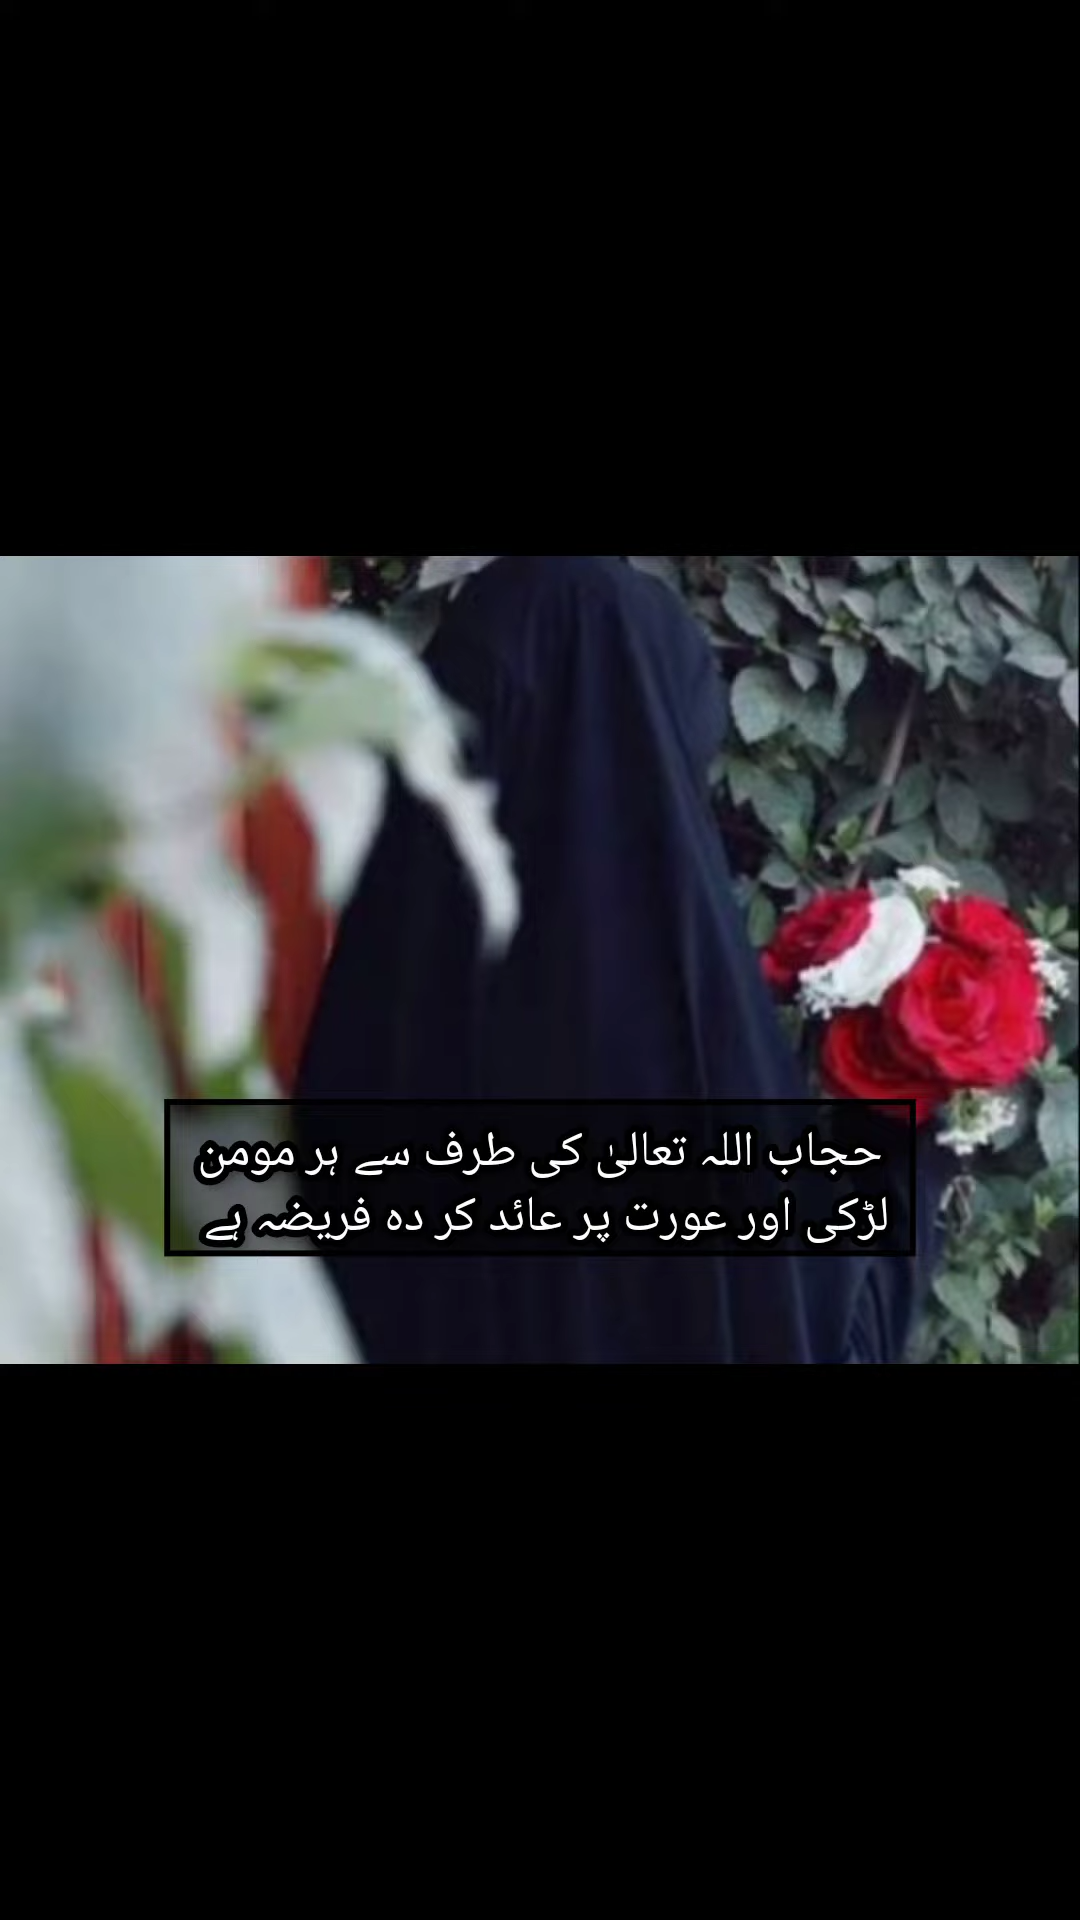 حجاب اللہ تعالیٰ کی طرف سے ہر مومن
لڑکی اور عورت پر عائد کر دہ فریضہ ہے